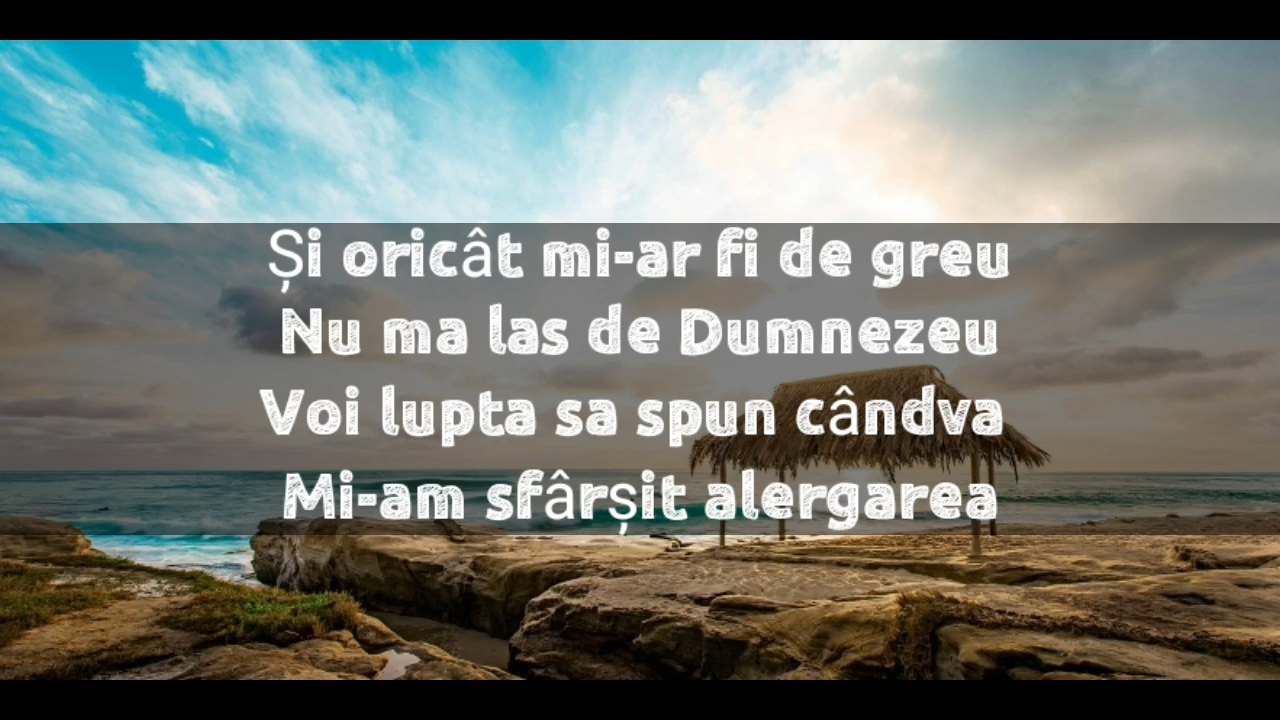 Și oricât mi-ar fi de greu
Nu ma las de Dumnezeu
Voi lupta sa spun cândva
Mi-am sfârșit alergarea